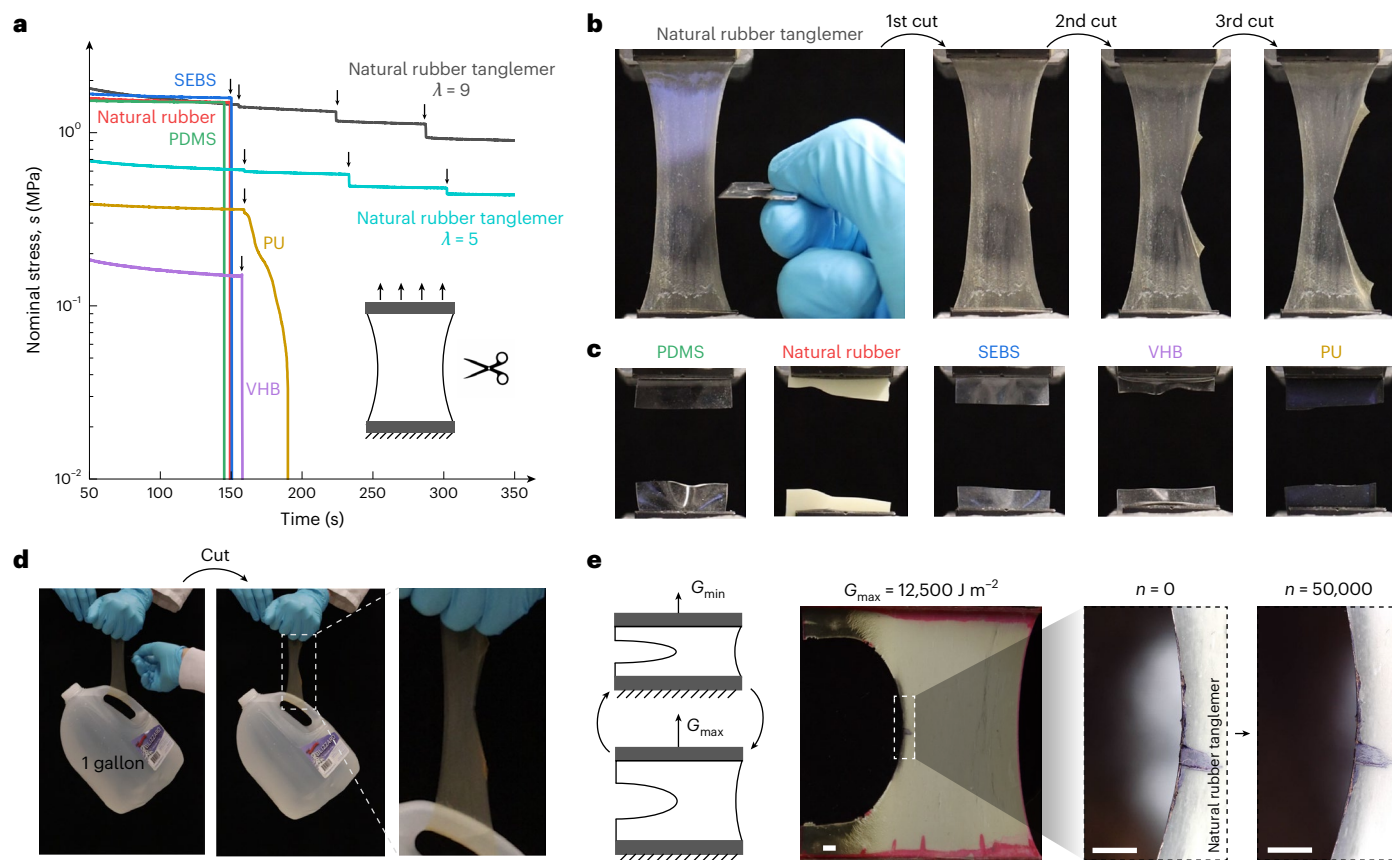 a
Nominal stress, s (MPa)
10⁰
10⁻¹
10⁻²
50
100
150
200
250
300
350
Time (s)
SEBS
Natural rubber
PDMS
Natural rubber tanglemer
λ = 9
Natural rubber tanglemer
λ = 5
PU
VHB
b
Natural rubber tanglemer
1st cut
2nd cut
3rd cut
c
PDMS
Natural rubber
SEBS
VHB
PU
d
Cut
1 gallon
e
Gmin
Gmax
Gmax = 12,500 J m⁻²
n = 0
n = 50,000
Natural rubber tanglemer